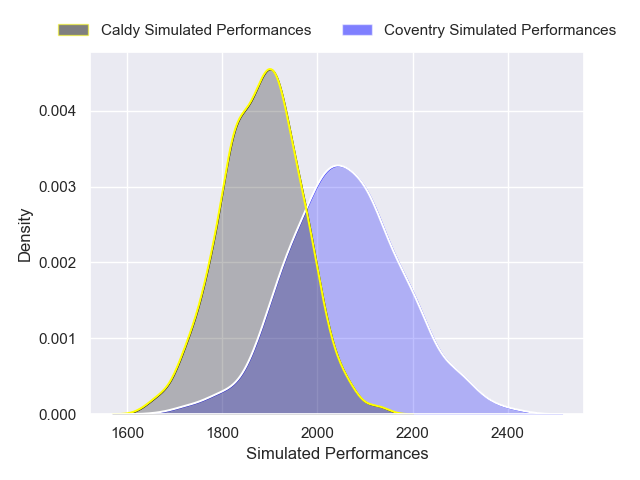 Caldy Simulated Performances
Coventry Simulated Performances
0.004
0.003
0.002
0.001
0.000
Density
1600 1800 2000 2200 2400
Simulated Performances